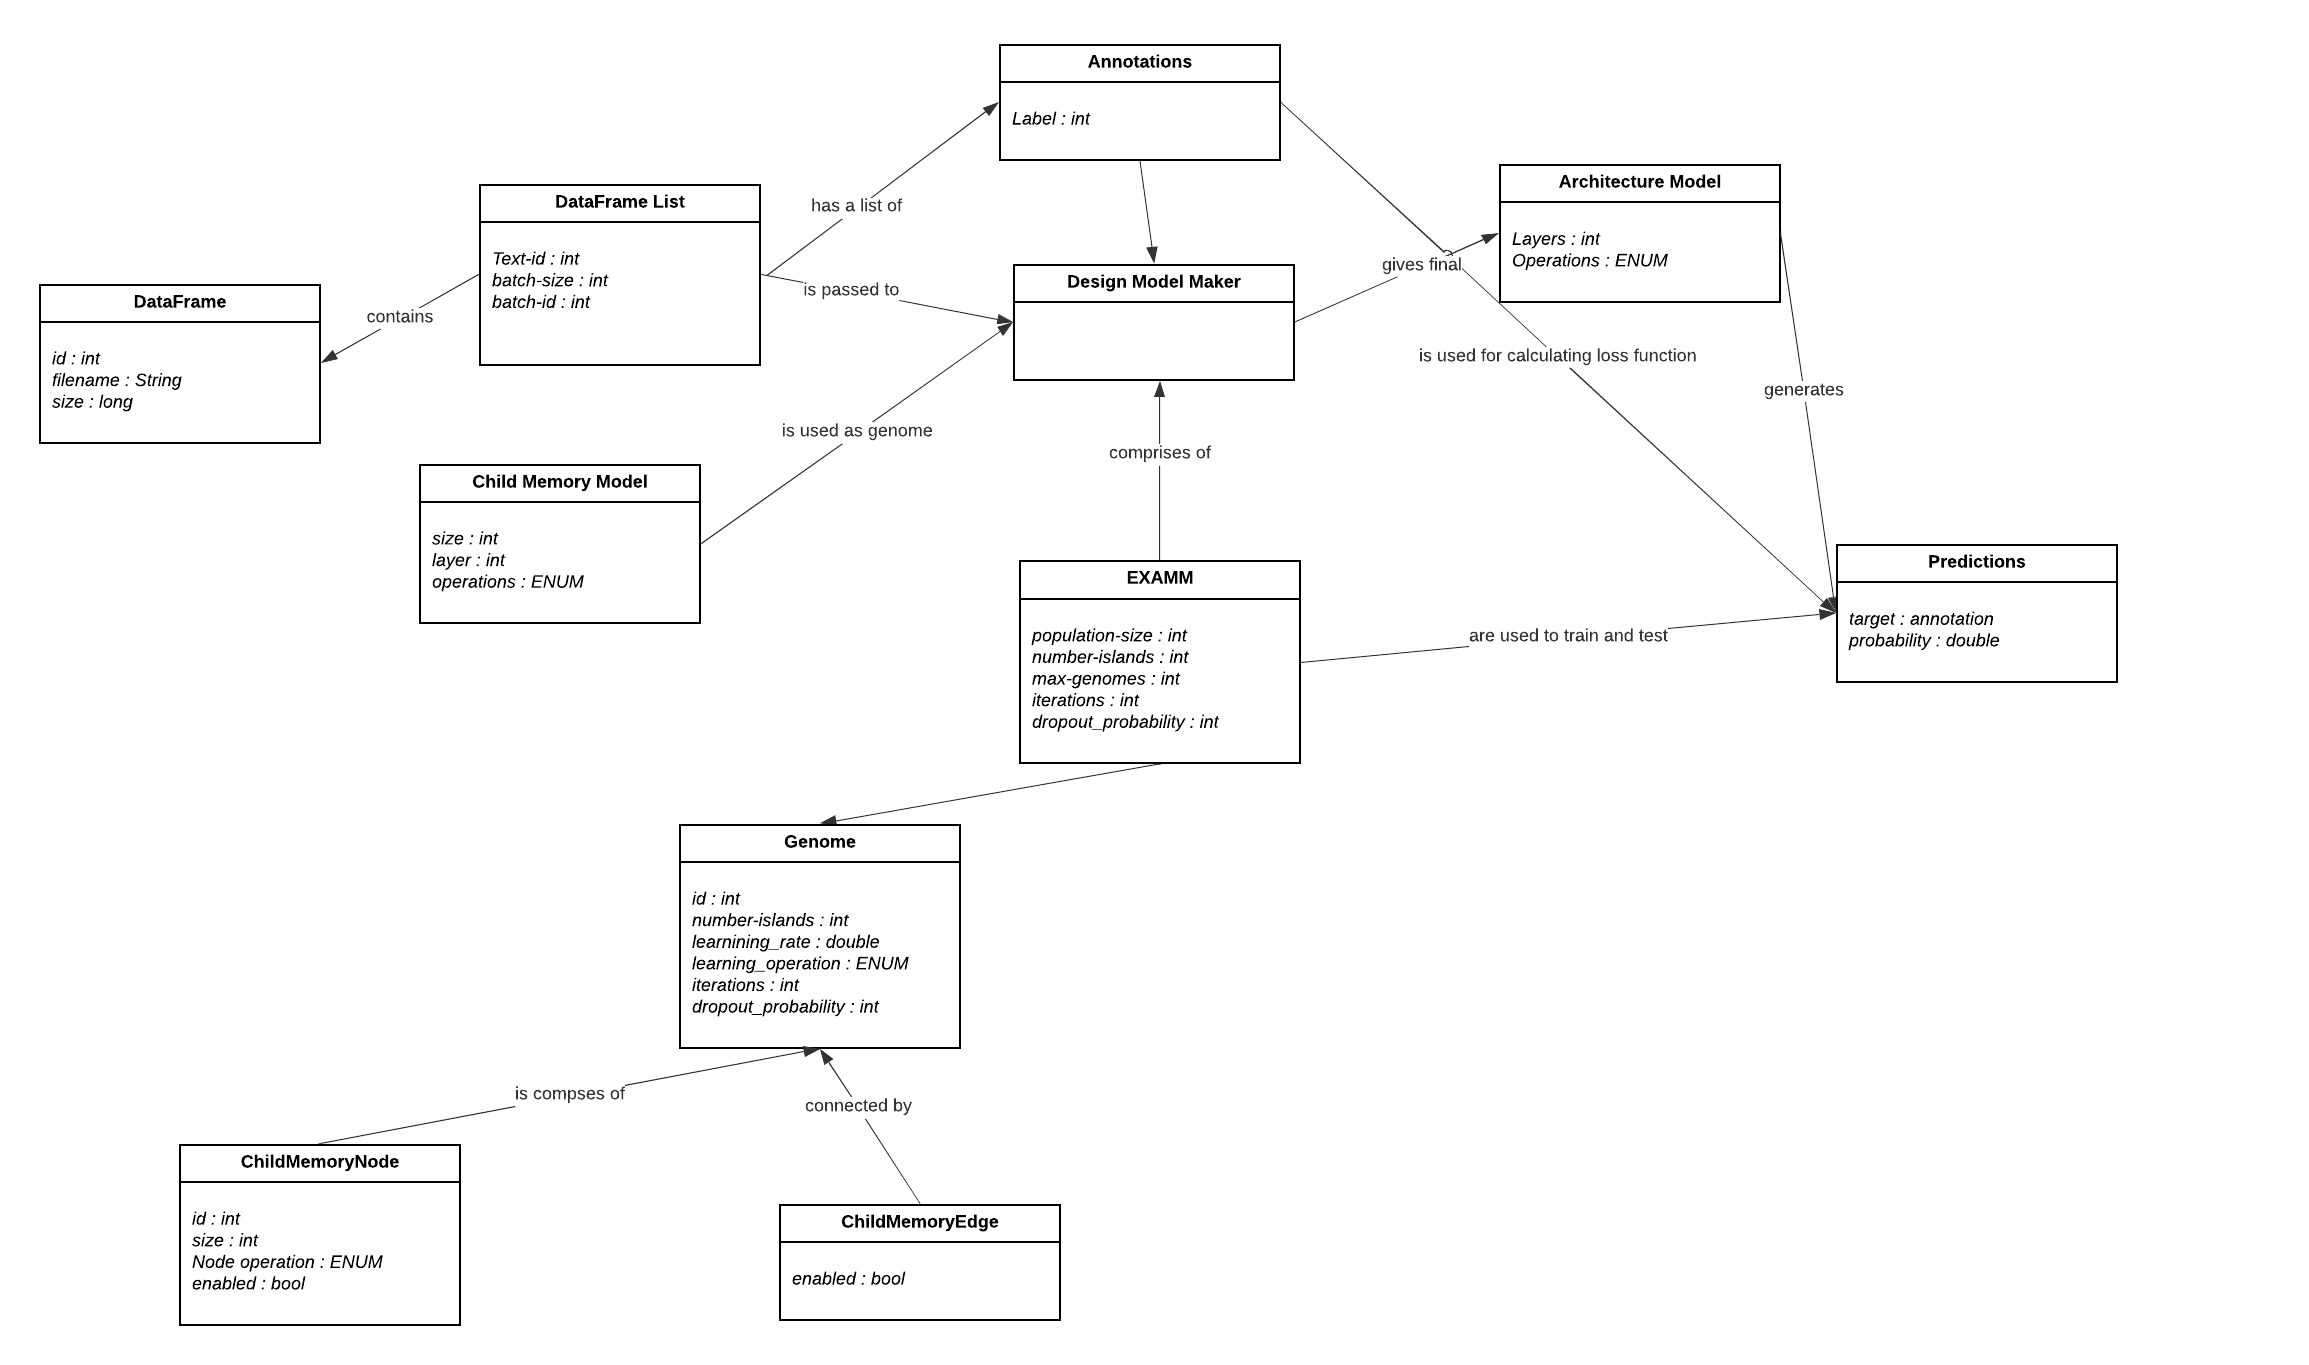 Annotations
Label : int
has a list of
DataFrame List
Text-id : int
batch-size : int
batch-id : int
Architecture Model
Layers : int
Operations : ENUM
Design Model Maker
gives final
is passed to
DataFrame
id : int
filename : String
size : long
contains
is used for calculating loss function
generates
is used as genome
comprises of
Child Memory Model
size : int
layer : int
operations : ENUM
EXAMM
population-size : int
number-islands : int
max-genomes : int
iterations : int
dropout_probability : int
are used to train and test
Predictions
target : annotation
probability : double
Genome
id : int
number-islands : int
learnining_rate : double
learning_operation : ENUM
iterations : int
dropout_probability : int
is compses of
connected by
ChildMemoryNode
id : int
size : int
Node operation : ENUM
enabled : bool
ChildMemoryEdge
enabled : bool